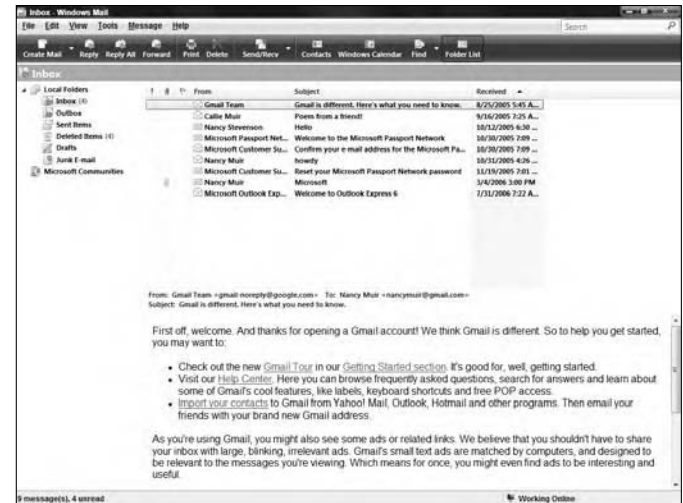 Inbox - Windows Mail
File Edit View Tools Message Help
Search
Create Mail Reply Reply All Forward Print Delete Send/Recv Contacts Windows Calendar Find Folder List
Inbox
Local Folders
Inbox (4)
Outbox
Sent Items
Deleted Items (4)
Drafts
Junk E-mail
Microsoft Communities
! From Subject Received
Gmail Team Gmail is different. Here's what you need to know. 8/25/2005 5:45 A...
Callie Muir Poem from a friend! 9/16/2005 7:25 A...
Nancy Stevenson Hello 10/12/2005 6:30 ...
Microsoft Passport Net... Welcome to the Microsoft Passport Network 10/30/2005 7:09 ...
Microsoft Customer Su... Confirm your e-mail address for the Microsoft Pa... 10/30/2005 7:09 ...
Nancy Muir howdy 10/31/2005 4:26 ...
Microsoft Customer Su... Reset your Microsoft Passport Network password 11/19/2005 7:01 ...
Nancy Muir Microsoft 3/4/2006 3:00 PM
Microsoft Outlook Exp... Welcome to Outlook Express 6 7/31/2006 7:22 A...
From: Gmail Team <gmail-noreply@google.com> To: Nancy Muir <nancymuir@gmail.com>
Subject: Gmail is different. Here's what you need to know.
First off, welcome. And thanks for opening a Gmail account! We think Gmail is different. So to help you get started,
you may want to:
• Check out the new Gmail Tour in our Getting Started section. It's good for, well, getting started.
• Visit our Help Center. Here you can browse frequently asked questions, search for answers and learn about
some of Gmail's cool features, like labels, keyboard shortcuts and free POP access.
• Import your contacts to Gmail from Yahoo! Mail, Outlook, Hotmail and other programs. Then email your
friends with your brand new Gmail address.
As you're using Gmail, you might also see some ads or related links. We believe that you shouldn't have to share
your inbox with large, blinking, irrelevant ads. Gmail's small text ads are matched by computers, and designed to
be relevant to the messages you're viewing. Which means for once, you might even find ads to be interesting and
useful.
9 message(s), 4 unread
Working Online